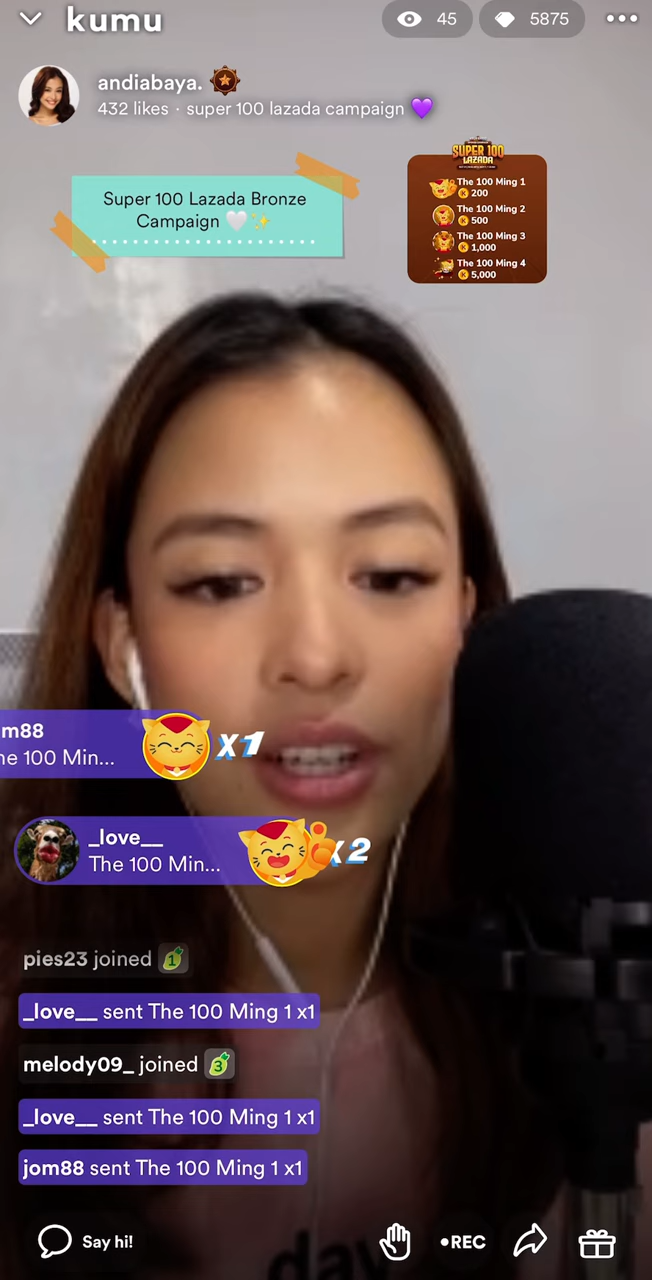 kumu
45
5875
andiabaya.
432 likes · super 100 lazada campaign 💜
Super 100 Lazada Bronze
Campaign 🤍✨
SUPER 100
LAZADA
The 100 Ming 1
200
The 100 Ming 2
500
The 100 Ming 3
1,000
The 100 Ming 4
5,000
m88
he 100 Min...
x1
_love__
The 100 Min...
x2
pies23 joined 1
_love__ sent The 100 Ming 1 x1
melody09_ joined 3
_love__ sent The 100 Ming 1 x1
jom88 sent The 100 Ming 1 x1
Say hi!
•REC